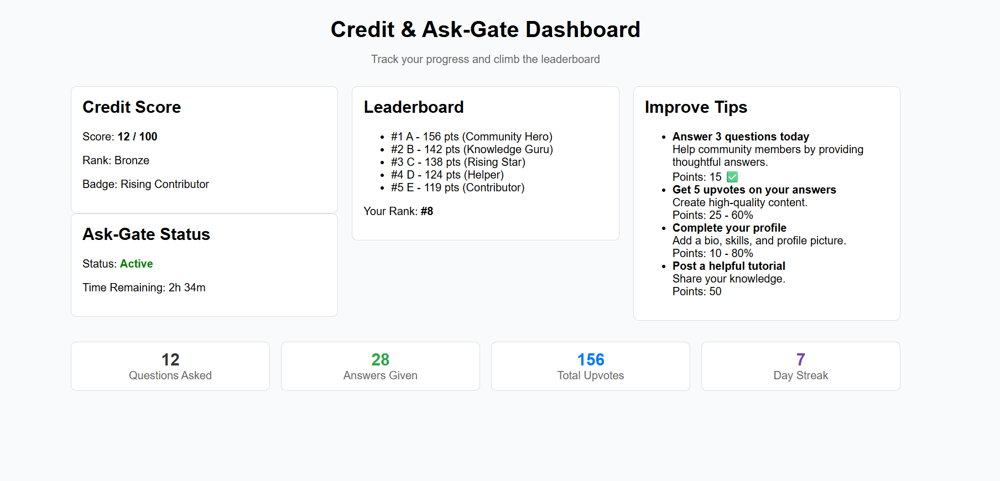 Credit & Ask-Gate Dashboard
Track your progress and climb the leaderboard
Credit Score
Score: 12 / 100
Rank: Bronze
Badge: Rising Contributor
Ask-Gate Status
Status: Active
Time Remaining: 2h 34m
Leaderboard
#1 A - 156 pts (Community Hero)
#2 B - 142 pts (Knowledge Guru)
#3 C - 138 pts (Rising Star)
#4 D - 124 pts (Helper)
#5 E - 119 pts (Contributor)
Your Rank: #8
Improve Tips
Answer 3 questions today
Help community members by providing
thoughtful answers.
Points: 15 ✅
Get 5 upvotes on your answers
Create high-quality content.
Points: 25 - 60%
Complete your profile
Add a bio, skills, and profile picture.
Points: 10 - 80%
Post a helpful tutorial
Share your knowledge.
Points: 50
12
Questions Asked
28
Answers Given
156
Total Upvotes
7
Day Streak